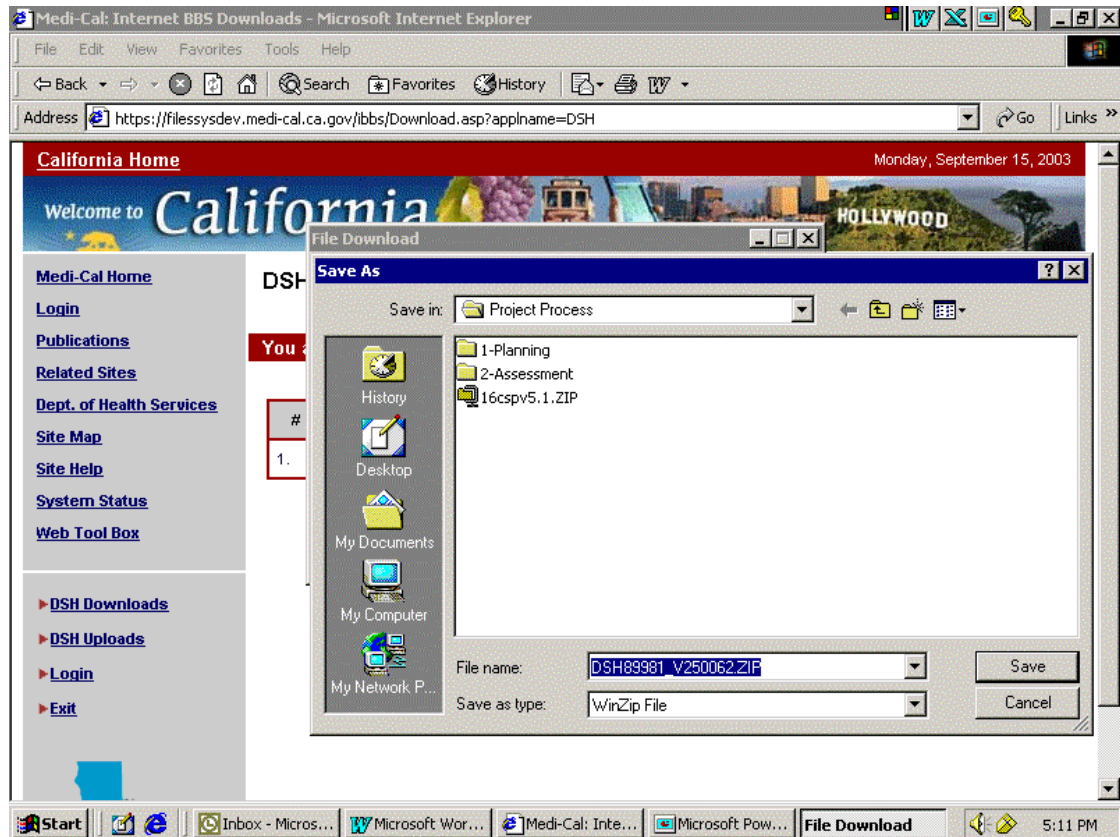 Medi-Cal: Internet BBS Downloads - Microsoft Internet Explorer
File Edit View Favorites Tools Help
Back Search Favorites History
Address https://filessysdev.medi-cal.ca.gov/ibbs/Download.asp?applname=DSH Go Links »
California Home Monday, September 15, 2003
Welcome to California HOLLYWOOD
File Download
Medi-Cal Home
Login
Publications
Related Sites
Dept. of Health Services
Site Map
Site Help
System Status
Web Tool Box
DSH Downloads
DSH Uploads
Login
Exit
DSH
You a
#
1.
Save As
Save in: Project Process
History
Desktop
My Documents
My Computer
My Network P...
1-Planning
2-Assessment
16cspv5.1.ZIP
File name: DSH89981_V250062.ZIP Save
Save as type: WinZip File Cancel
Start Inbox - Micros... Microsoft Wor... Medi-Cal: Inte... Microsoft Pow... File Download 5:11 PM